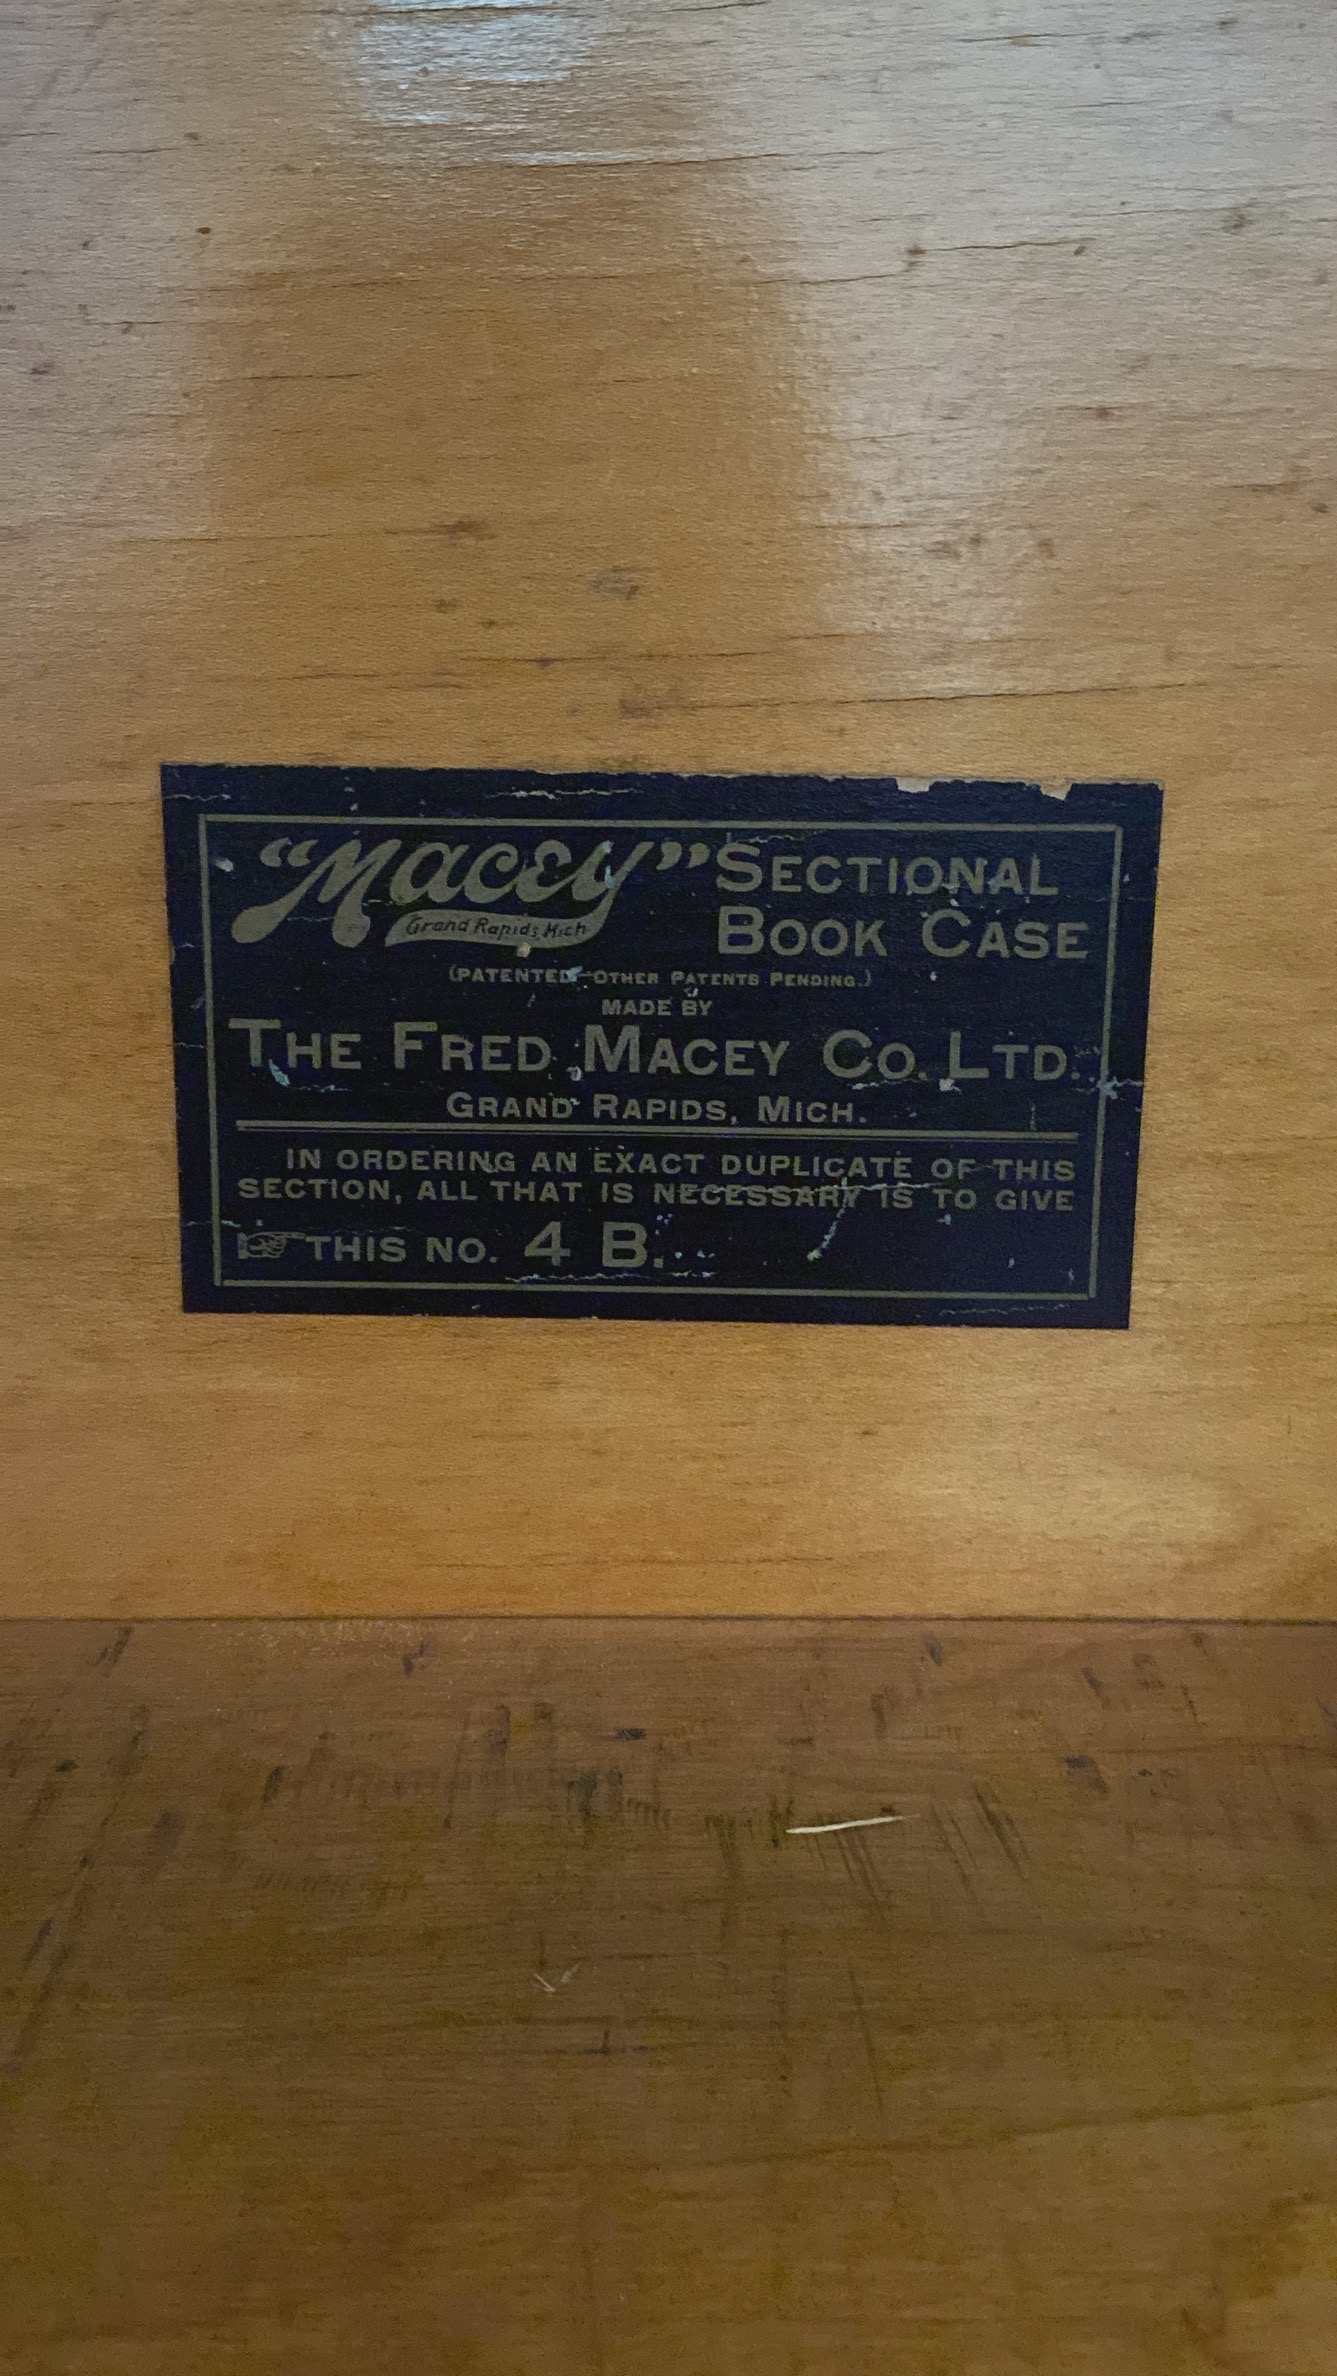 "Macey" Sectional
Grand Rapids, Mich.
Book Case
(Patented—Other Patents Pending.)
Made by
The Fred Macey Co. Ltd.
Grand Rapids, Mich.
In ordering an exact duplicate of this
section, all that is necessary is to give
☞ this No. 4 B.